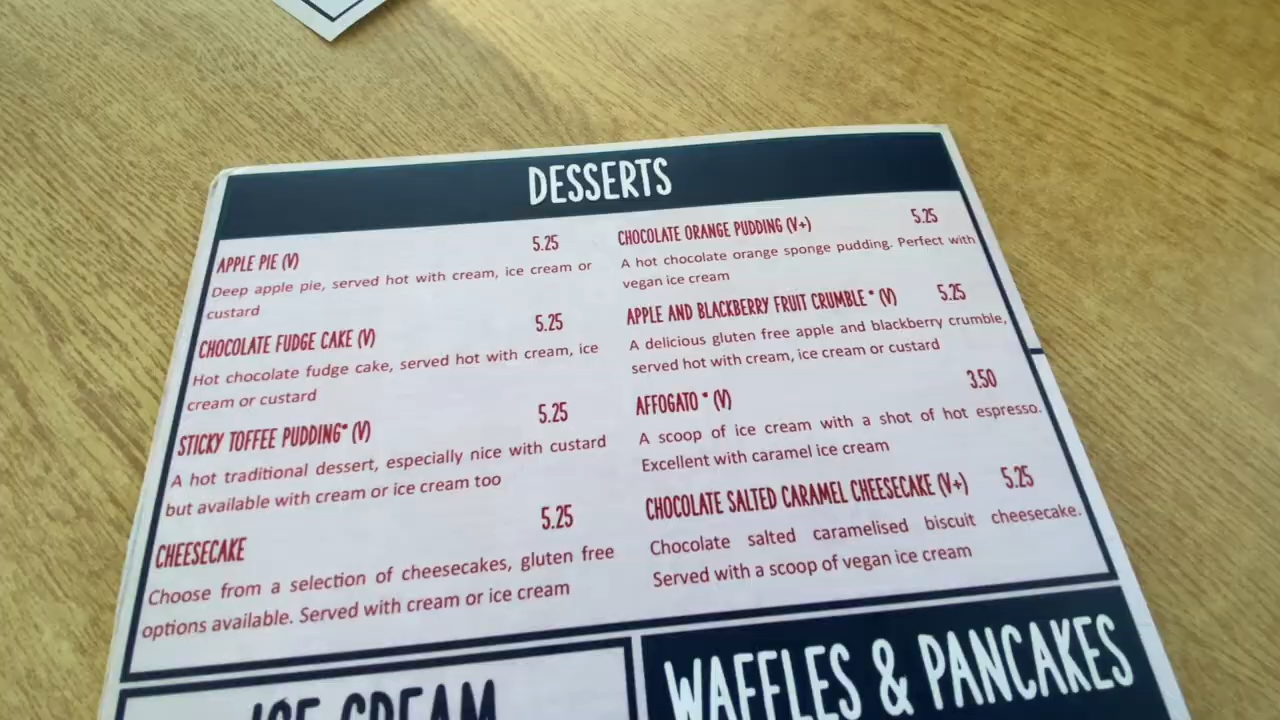 DESSERTS
APPLE PIE (V) 5.25
Deep apple pie, served hot with cream, ice cream or
custard
CHOCOLATE FUDGE CAKE (V) 5.25
Hot chocolate fudge cake, served hot with cream, ice
cream or custard
STICKY TOFFEE PUDDING* (V) 5.25
A hot traditional dessert, especially nice with custard
but available with cream or ice cream too
CHEESECAKE 5.25
Choose from a selection of cheesecakes, gluten free
options available. Served with cream or ice cream
CHOCOLATE ORANGE PUDDING (V+) 5.25
A hot chocolate orange sponge pudding. Perfect with
vegan ice cream
APPLE AND BLACKBERRY FRUIT CRUMBLE * (V) 5.25
A delicious gluten free apple and blackberry crumble,
served hot with cream, ice cream or custard
AFFOGATO * (V) 3.50
A scoop of ice cream with a shot of hot espresso.
Excellent with caramel ice cream
CHOCOLATE SALTED CARAMEL CHEESECAKE (V+) 5.25
Chocolate salted caramelised biscuit cheesecake.
Served with a scoop of vegan ice cream
ICE CREAM
WAFFLES & PANCAKES